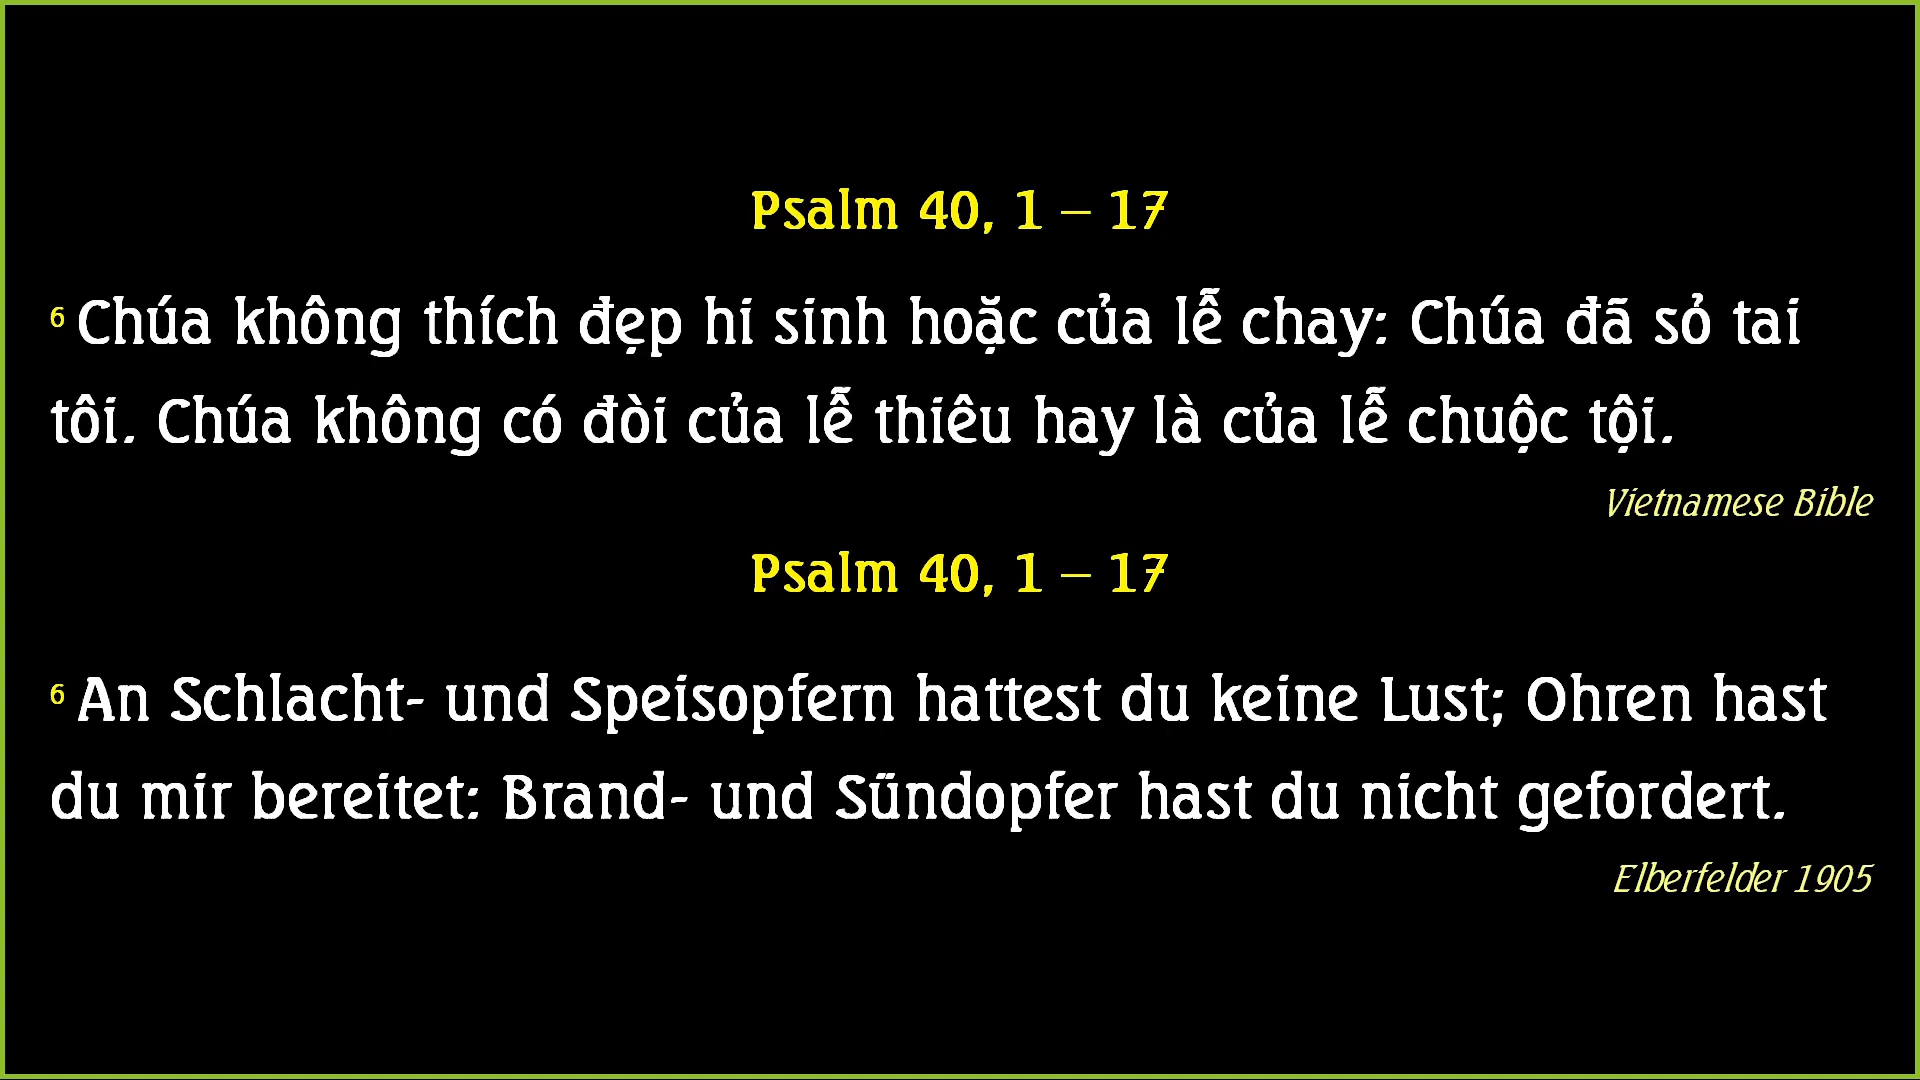 Psalm 40, 1 – 17
6 Chúa không thích đẹp hi sinh hoặc của lễ chay: Chúa đã sỏ tai
tôi. Chúa không có đòi của lễ thiêu hay là của lễ chuộc tội.
Vietnamese Bible
Psalm 40, 1 – 17
6 An Schlacht- und Speisopfern hattest du keine Lust; Ohren hast
du mir bereitet: Brand- und Sündopfer hast du nicht gefordert.
Elberfelder 1905